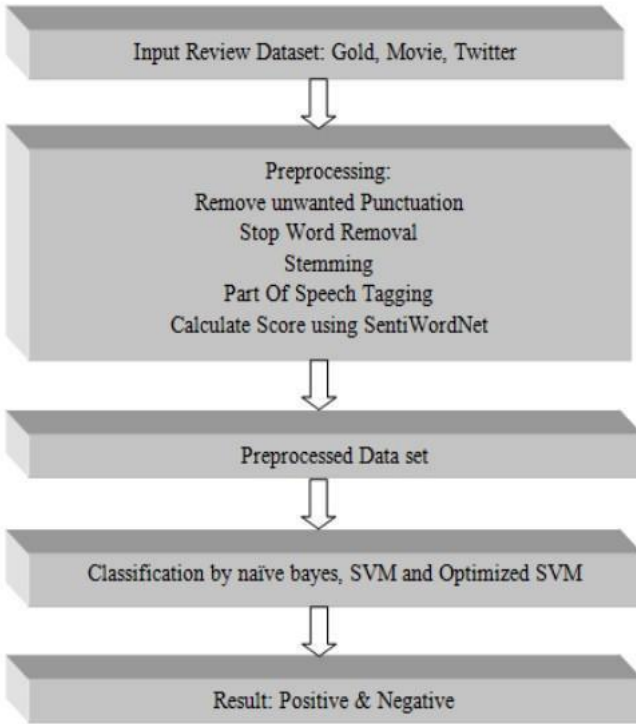 Input Review Dataset: Gold, Movie, Twitter
Preprocessing:
Remove unwanted Punctuation
Stop Word Removal
Stemming
Part Of Speech Tagging
Calculate Score using SentiWordNet
Preprocessed Data set
Classification by naïve bayes, SVM and Optimized SVM
Result: Positive & Negative